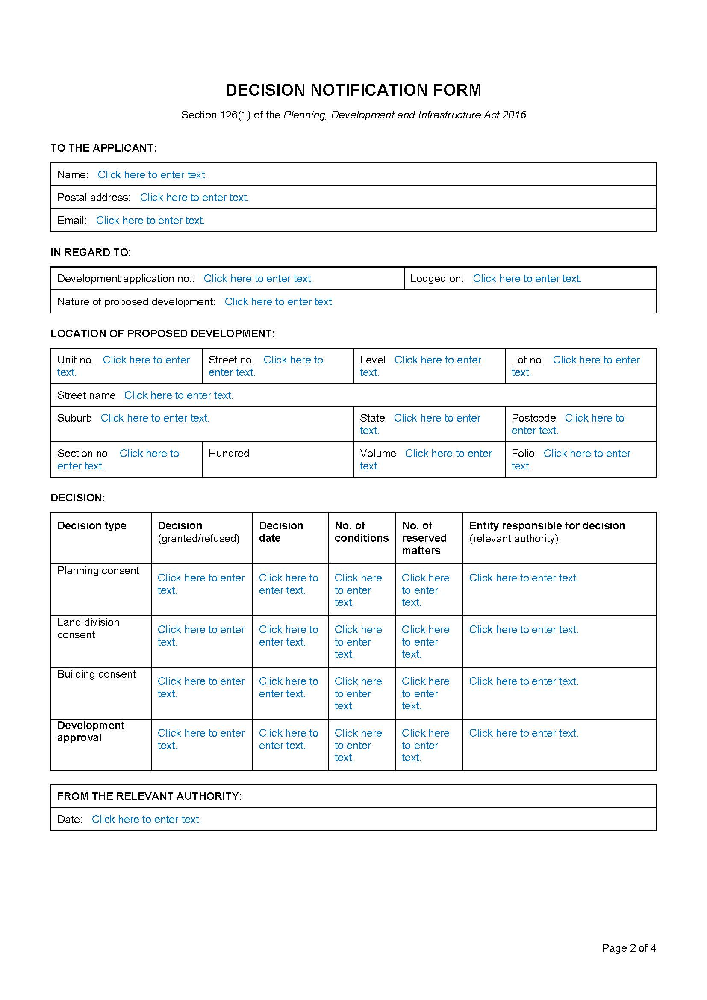 DECISION NOTIFICATION FORM
Section 126(1) of the Planning, Development and Infrastructure Act 2016
TO THE APPLICANT:
Name: Click here to enter text.
Postal address: Click here to enter text.
Email: Click here to enter text.
IN REGARD TO:
Development application no.: Click here to enter text.
Lodged on: Click here to enter text.
Nature of proposed development: Click here to enter text.
LOCATION OF PROPOSED DEVELOPMENT:
Unit no. Click here to enter
text.
Street no. Click here to
enter text.
Level Click here to enter
text.
Lot no. Click here to enter
text.
Street name Click here to enter text.
Suburb Click here to enter text.
State Click here to enter
text.
Postcode Click here to
enter text.
Section no. Click here to
enter text.
Hundred
Volume Click here to enter
text.
Folio Click here to enter
text.
DECISION:
Decision type
Decision
(granted/refused)
Decision
date
No. of
conditions
No. of
reserved
matters
Entity responsible for decision
(relevant authority)
Planning consent
Click here to enter
text.
Click here to
enter text.
Click here
to enter
text.
Click here
to enter
text.
Click here to enter text.
Land division
consent
Click here to enter
text.
Click here to
enter text.
Click here
to enter
text.
Click here
to enter
text.
Click here to enter text.
Building consent
Click here to enter
text.
Click here to
enter text.
Click here
to enter
text.
Click here
to enter
text.
Click here to enter text.
Development
approval
Click here to enter
text.
Click here to
enter text.
Click here
to enter
text.
Click here
to enter
text.
Click here to enter text.
FROM THE RELEVANT AUTHORITY:
Date: Click here to enter text.
Page 2 of 4